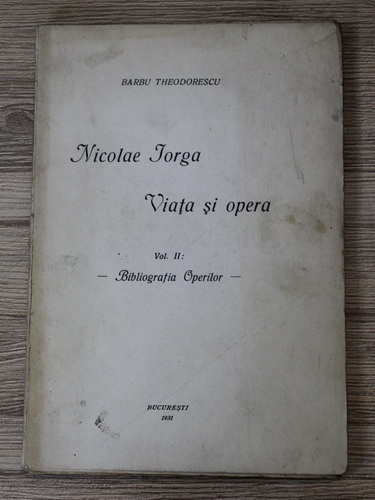 BARBU THEODORESCU
Nicolae Iorga
Viața și opera
Vol. II:
— Bibliografia Operilor —
BUCUREȘTI
1931